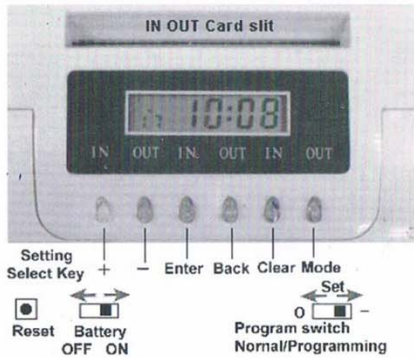 IN OUT Card slit
10:08
IN OUT IN. OUT IN OUT
Setting
Select Key + − Enter Back Clear Mode
Set
O −
Reset Battery
OFF ON
Program switch
Nornal/Programming